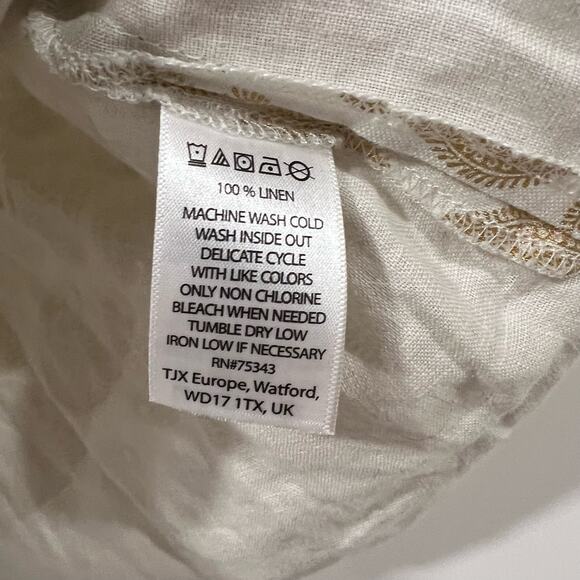 100 % LINEN
MACHINE WASH COLD
WASH INSIDE OUT
DELICATE CYCLE
WITH LIKE COLORS
ONLY NON CHLORINE
BLEACH WHEN NEEDED
TUMBLE DRY LOW
IRON LOW IF NECESSARY
RN#75343
TJX Europe, Watford,
WD17 1TX, UK